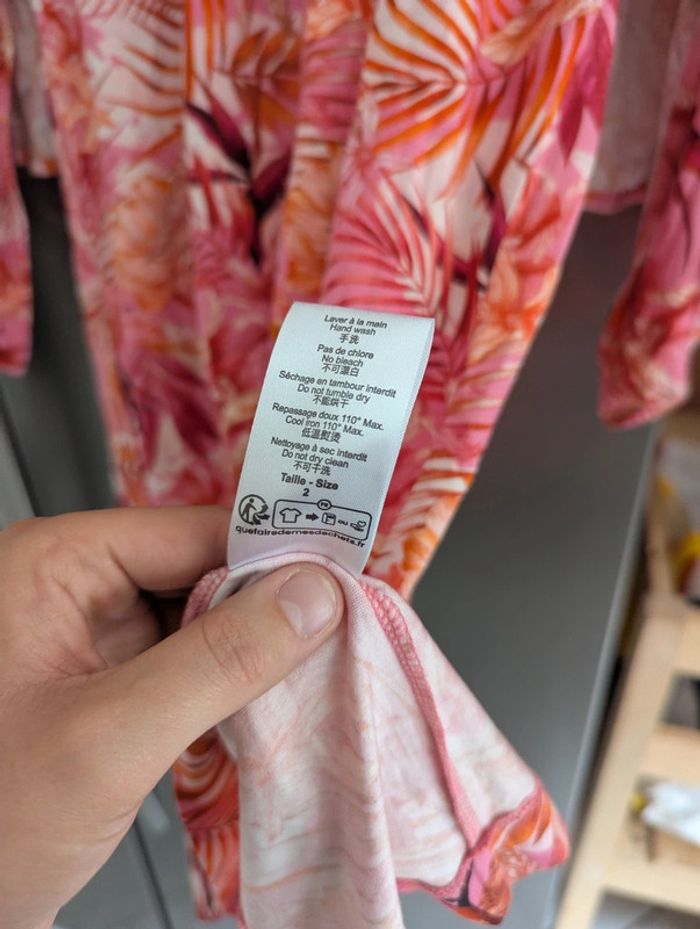 Laver à la main
Hand wash
手洗
Pas de chlore
No bleach
不可漂白
Séchage en tambour interdit
Do not tumble dry
不能烘干
Repassage doux 110° Max.
Cool iron 110° Max.
低温熨烫
Nettoyage à sec interdit
Do not dry clean
不可干洗
Taille - Size
2
FR
ou
quefairedemesdechets.fr